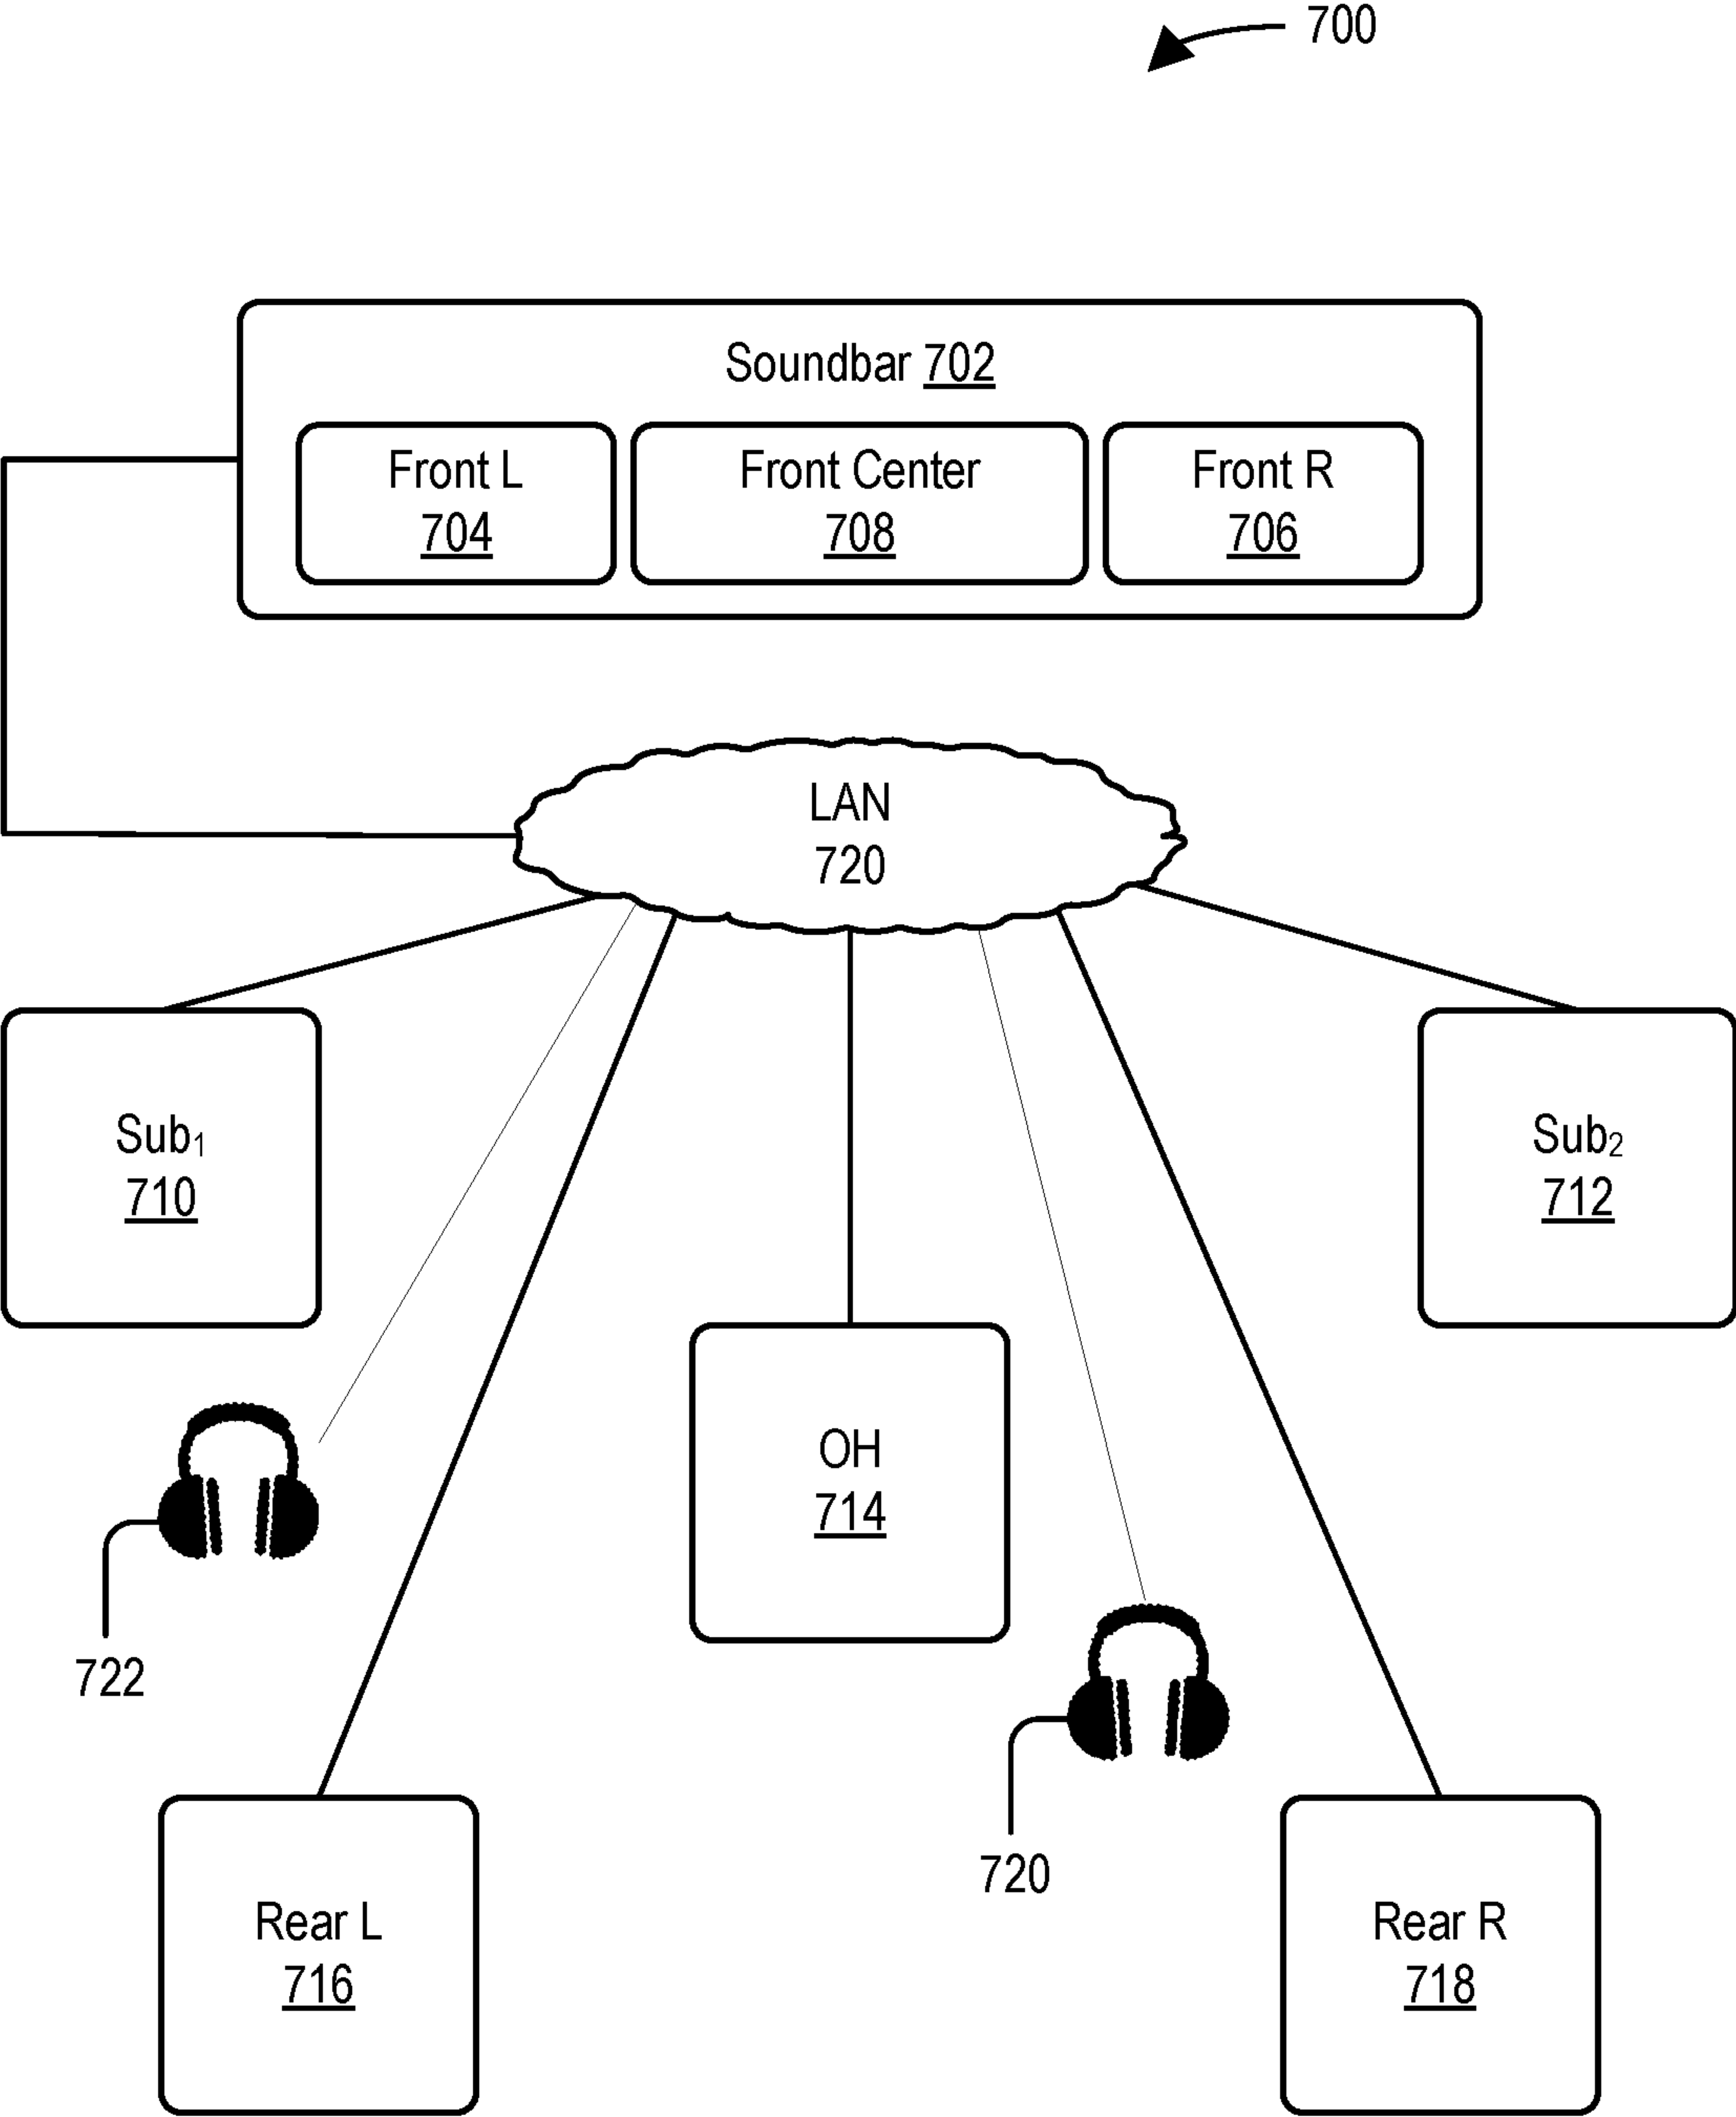 700
Soundbar 702
Front L
704
Front Center
708
Front R
706
LAN
720
Sub₁
710
Sub₂
712
OH
714
722
720
Rear L
716
Rear R
718